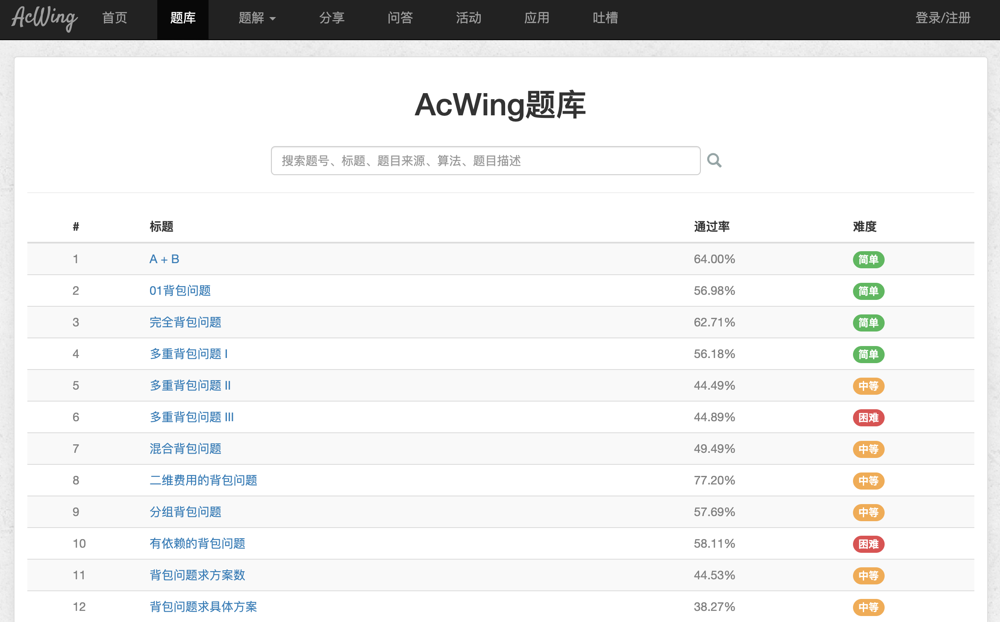 AcWing 首页 题库 题解 分享 问答 活动 应用 吐槽 登录/注册
AcWing题库
搜索题号、标题、题目来源、算法、题目描述
# 标题 通过率 难度
1 A + B 64.00% 简单
2 01背包问题 56.98% 简单
3 完全背包问题 62.71% 简单
4 多重背包问题 I 56.18% 简单
5 多重背包问题 II 44.49% 中等
6 多重背包问题 III 44.89% 困难
7 混合背包问题 49.49% 中等
8 二维费用的背包问题 77.20% 中等
9 分组背包问题 57.69% 中等
10 有依赖的背包问题 58.11% 困难
11 背包问题求方案数 44.53% 中等
12 背包问题求具体方案 38.27% 中等